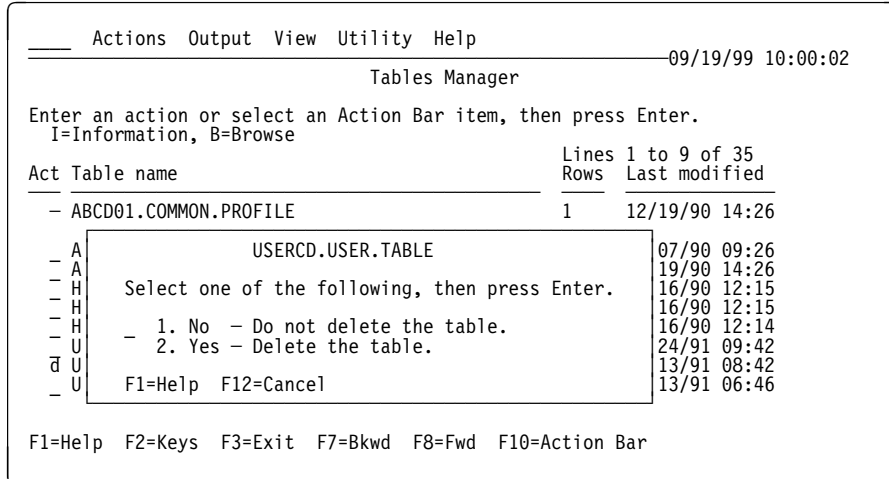 ____ Actions Output View Utility Help
09/19/99 10:00:02
Tables Manager
Enter an action or select an Action Bar item, then press Enter.
I=Information, B=Browse
Lines 1 to 9 of 35
Act Table name Rows Last modified
_ ABCD01.COMMON.PROFILE 1 12/19/90 14:26
USERCD.USER.TABLE
_ A 07/90 09:26
_ A 19/90 14:26
_ H Select one of the following, then press Enter. 16/90 12:15
_ H 16/90 12:15
_ H _ 1. No – Do not delete the table. 16/90 12:14
_ U 2. Yes – Delete the table. 24/91 09:42
d U 13/91 08:42
_ U F1=Help F12=Cancel 13/91 06:46
F1=Help F2=Keys F3=Exit F7=Bkwd F8=Fwd F10=Action Bar